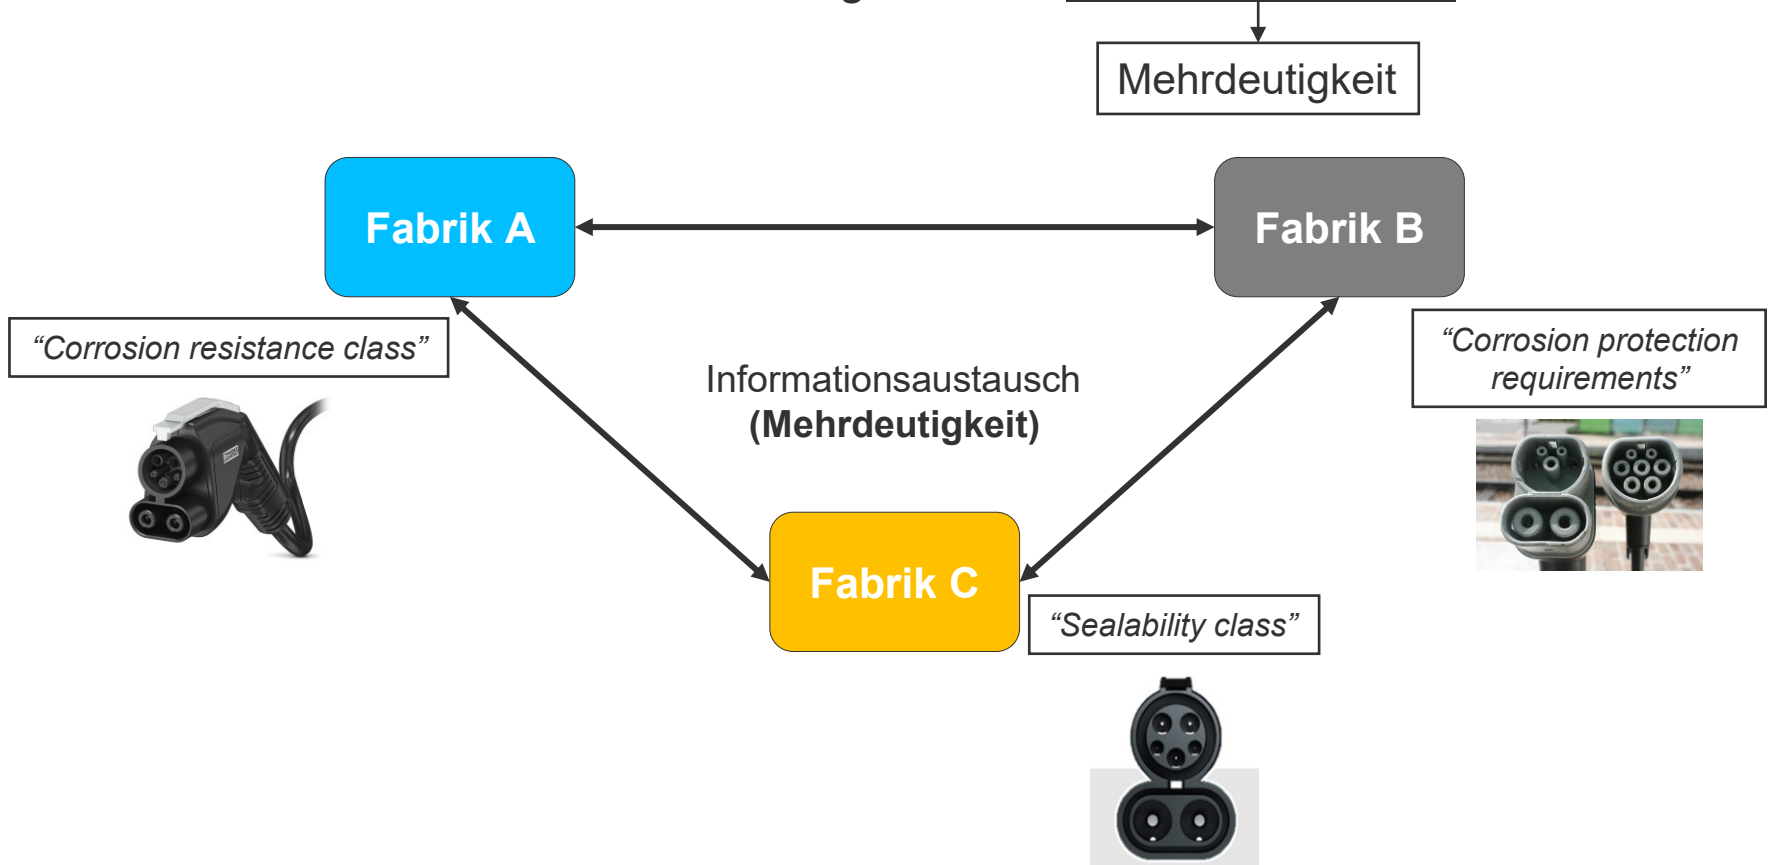 Mehrdeutigkeit
Fabrik A
Fabrik B
“Corrosion resistance class”
“Corrosion protection
requirements”
Informationsaustausch
(Mehrdeutigkeit)
Fabrik C
“Sealability class”